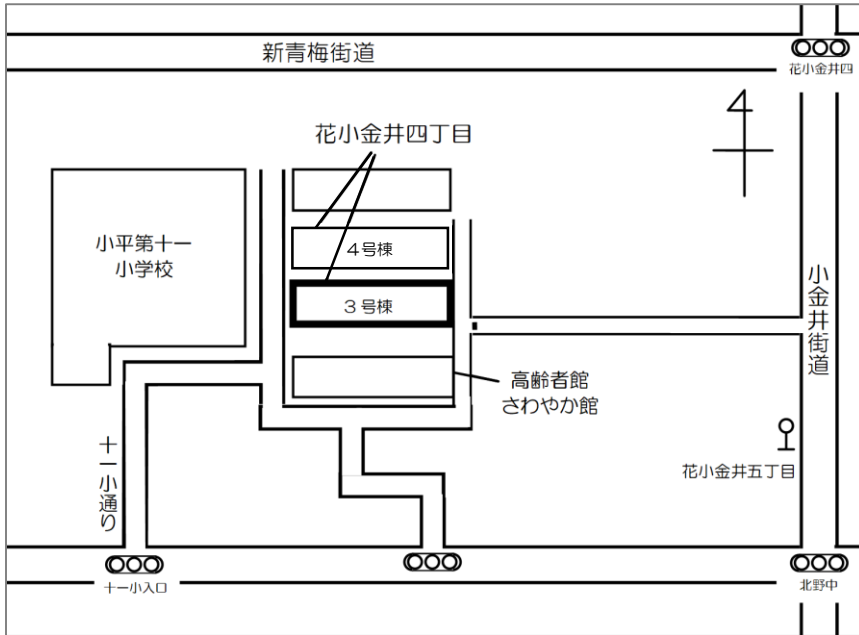 新青梅街道
花小金井四
花小金井四丁目
小平第十一
小学校
4号棟
3号棟
小金井街道
高齢者館
さわやか館
十一小通り
花小金井五丁目
十一小入口
北野中